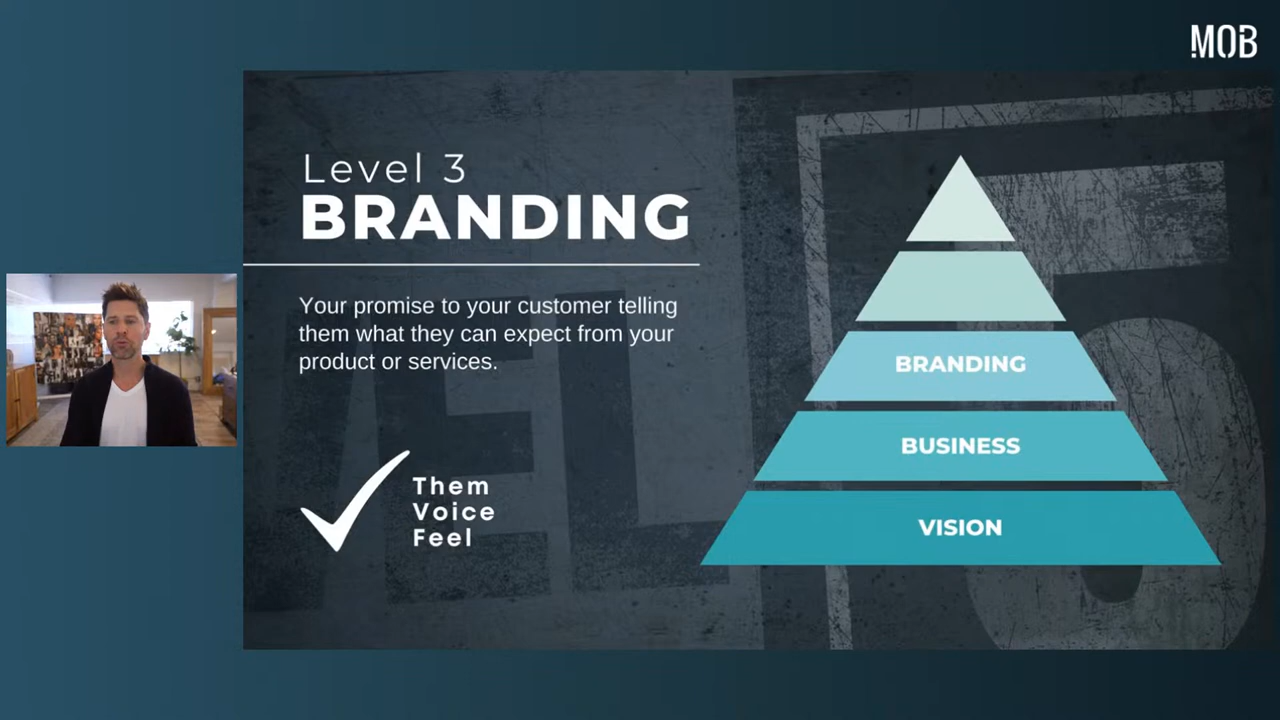 MOB
Level 3
BRANDING
Your promise to your customer telling
them what they can expect from your
product or services.
Them
Voice
Feel
BRANDING
BUSINESS
VISION